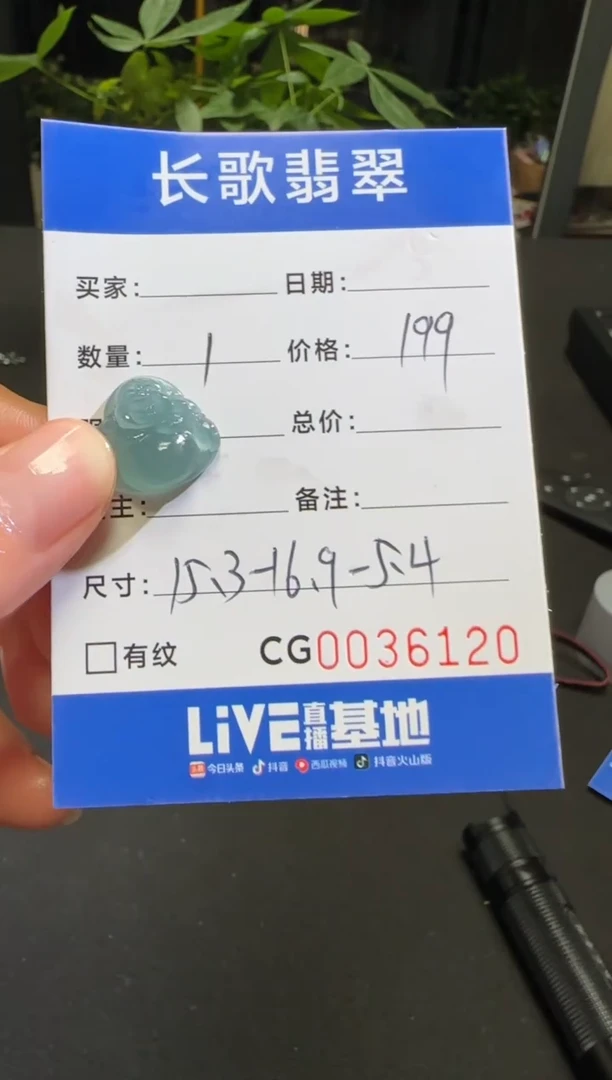 长歌翡翠
买家: 日期:
数量: 1 价格: 199
总价:
主: 备注:
尺寸: 15.3-16.9-5.4
有纹 CG0036120
LiVE直播基地
今日头条 抖音 西瓜视频 抖音火山版